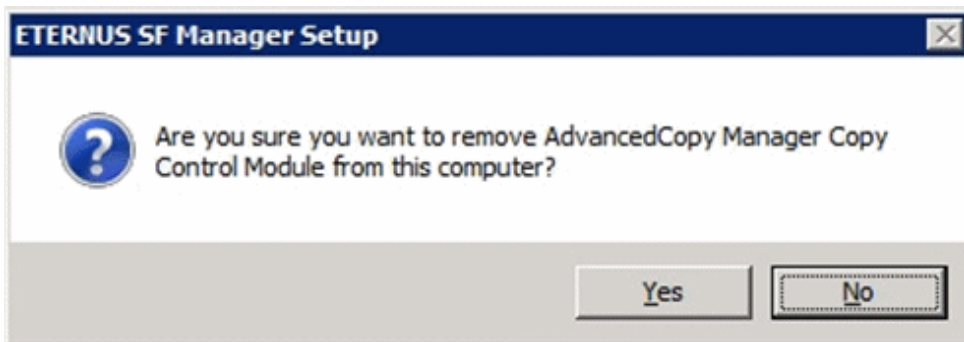 ETERNUS SF Manager Setup
Are you sure you want to remove AdvancedCopy Manager Copy
Control Module from this computer?
Yes
No